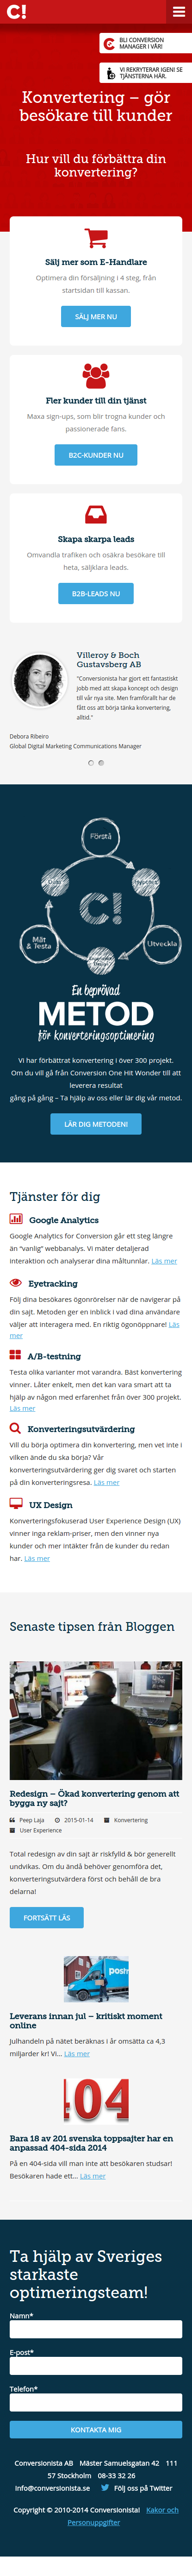 C!
BLI CONVERSION
MANAGER I VÅR!
VI REKRYTERAR IGEN! SE
TJÄNSTERNA HÄR.
Konvertering – gör
besökare till kunder
Hur vill du förbättra din
konvertering?
Sälj mer som E-Handlare
Optimera din försäljning i 4 steg, från
startsidan till kassan.
SÄLJ MER NU
Fler kunder till din tjänst
Maxa sign-ups, som blir trogna kunder och
passionerade fans.
B2C-KUNDER NU
Skapa skarpa leads
Omvandla trafiken och osäkra besökare till
heta, säljklara leads.
B2B-LEADS NU
Villeroy & Boch
Gustavsberg AB
"Conversionista har gjort ett fantastiskt
jobb med att skapa koncept och design
till vår nya site. Men framförallt har de
fått oss att börja tänka konvertering,
alltid."
Debora Ribeiro
Global Digital Marketing Communications Manager
Förstå
C!
Mät
& Testa
Utveckla
En beprövad
METOD
för konverteringsoptimering
Vi har förbättrat konvertering i över 300 projekt.
Om du vill gå från Conversion One Hit Wonder till att
leverera resultat
gång på gång – Ta hjälp av oss eller lär dig vår metod.
LÄR DIG METODEN!
Tjänster för dig
Google Analytics
Google Analytics for Conversion går ett steg längre
än ”vanlig” webbanalys. Vi mäter detaljerad
interaktion och analyserar dina måltunnlar. Läs mer
Eyetracking
Följ dina besökares ögonrörelser när de navigerar på
din sajt. Metoden ger en inblick i vad dina användare
väljer att interagera med. En riktig ögonöppnare! Läs
mer
A/B-testning
Testa olika varianter mot varandra. Bäst konvertering
vinner. Låter enkelt, men det kan vara smart att ta
hjälp av någon med erfarenhet från över 300 projekt.
Läs mer
Konverteringsutvärdering
Vill du börja optimera din konvertering, men vet inte i
vilken ände du ska börja? Vår
konverteringsutvärdering ger dig svaret och starten
på din konverteringsresa. Läs mer
UX Design
Konverteringsfokuserad User Experience Design (UX)
vinner inga reklam-priser, men den vinner nya
kunder och mer intäkter från de kunder du redan
har. Läs mer
Senaste tipsen från Bloggen
Redesign – Ökad konvertering genom att
bygga ny sajt?
Peep Laja 2015-01-14 Konvertering
User Experience
Total redesign av din sajt är riskfylld & bör generellt
undvikas. Om du ändå behöver genomföra det,
konverteringsutvärdera först och behåll de bra
delarna!
FORTSÄTT LÄS
post
Leverans innan jul – kritiskt moment
online
Julhandeln på nätet beräknas i år omsätta ca 4,3
miljarder kr! Vi... Läs mer
404
Bara 18 av 201 svenska toppsajter har en
anpassad 404-sida 2014
På en 404-sida vill man inte att besökaren studsar!
Besökaren hade ett... Läs mer
Ta hjälp av Sveriges
starkaste
optimeringsteam!
Namn*
E-post*
Telefon*
KONTAKTA MIG
Conversionista AB Mäster Samuelsgatan 42 111
57 Stockholm 08-33 32 26
info@conversionista.se Följ oss på Twitter
Copyright © 2010-2014 Conversionista! Kakor och
Personuppgifter